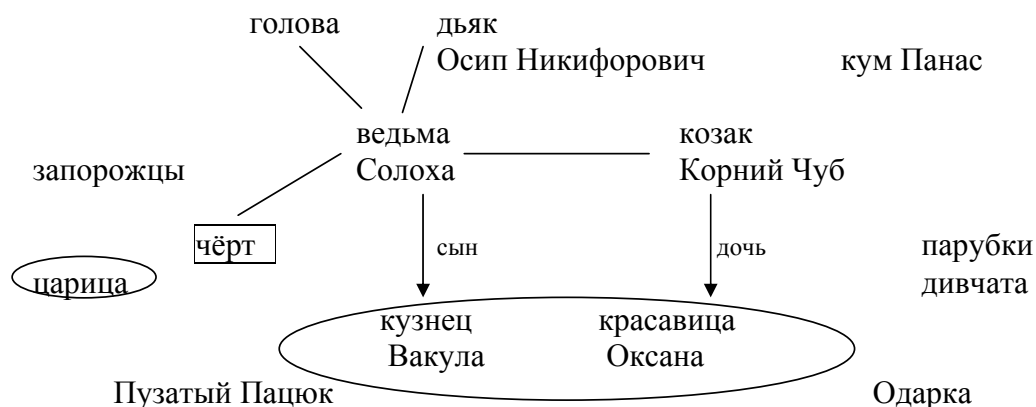 голова дьяк
Осип Никифорович кум Панас
ведьма козак
запорожцы Солоха Корний Чуб
чёрт сын дочь парубки
царица дивчата
кузнец красавица
Вакула Оксана
Пузатый Пацюк Одарка